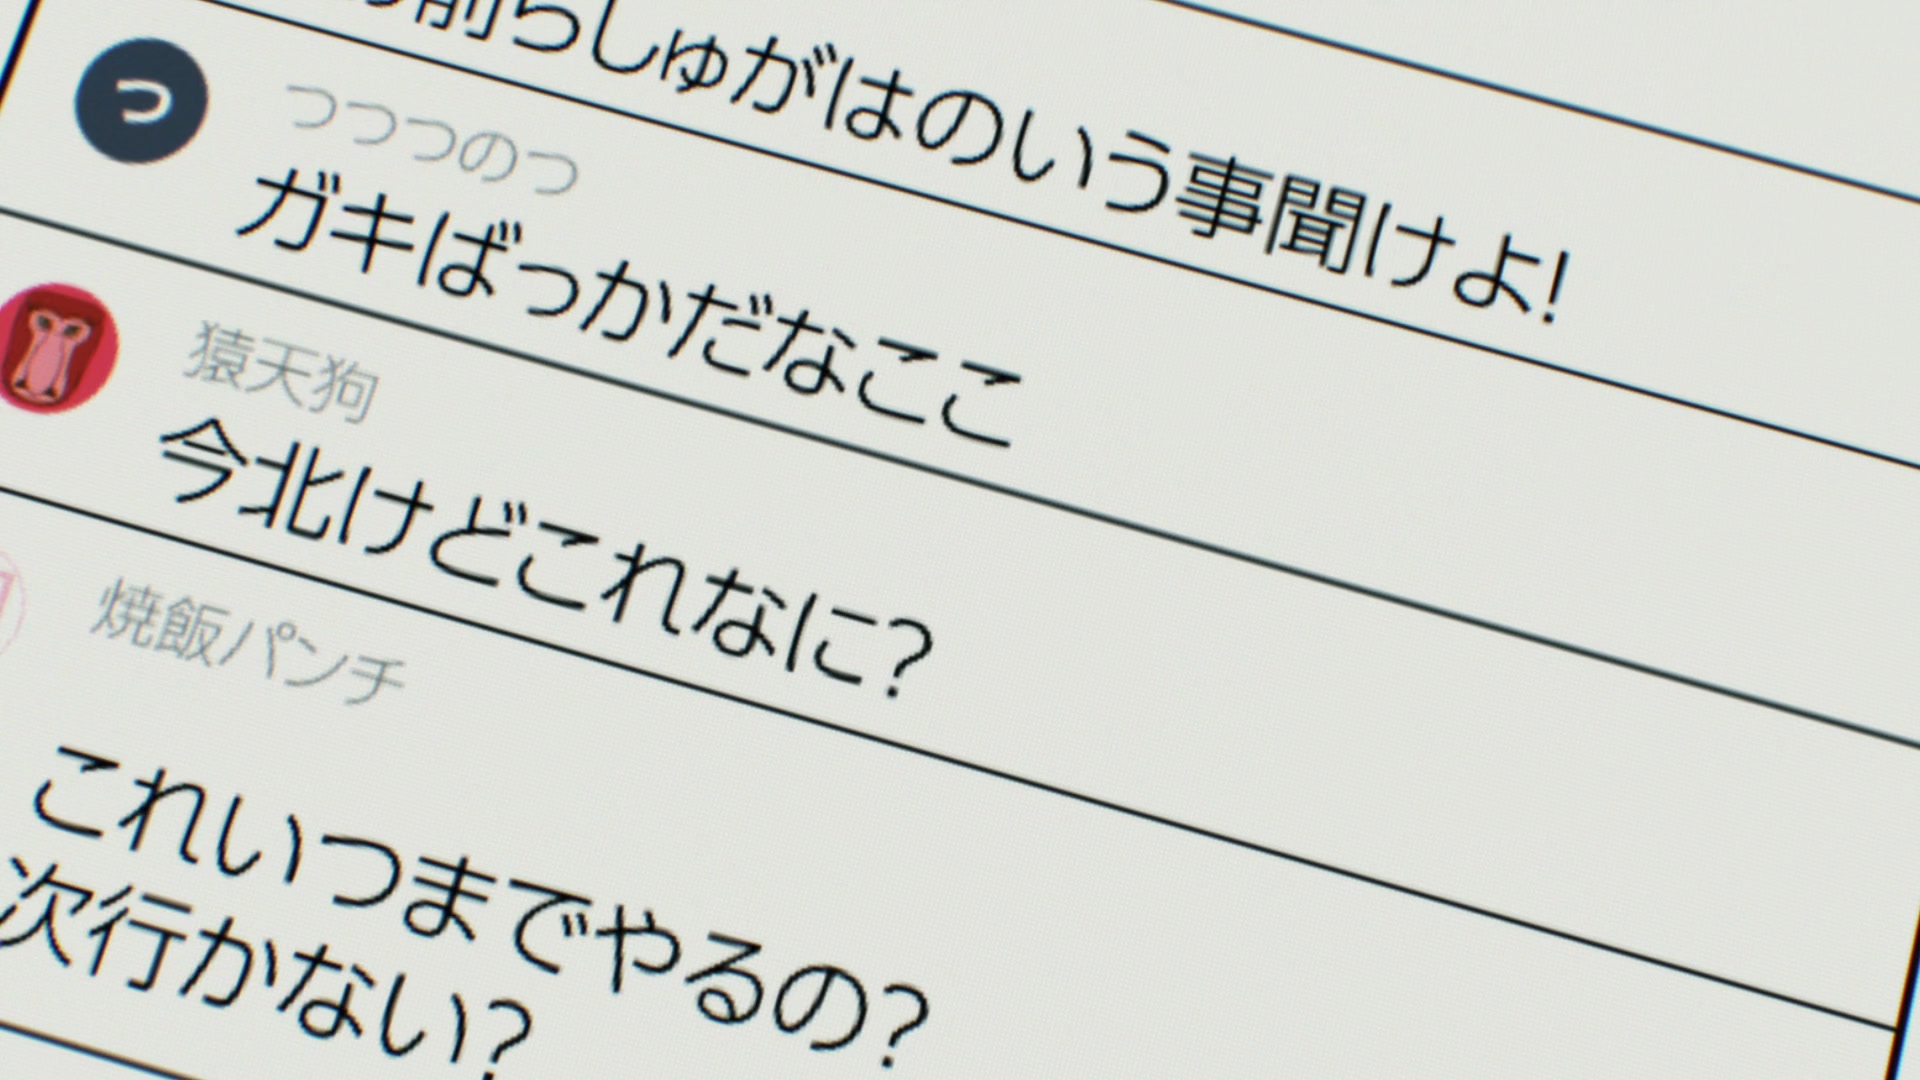 前らしゅがはのいう事聞けよ!
つ
つつつのつ
ガキばっかだなここ
猿天狗
今北けどこれなに?
焼飯パンチ
これいつまでやるの?
次行かない?